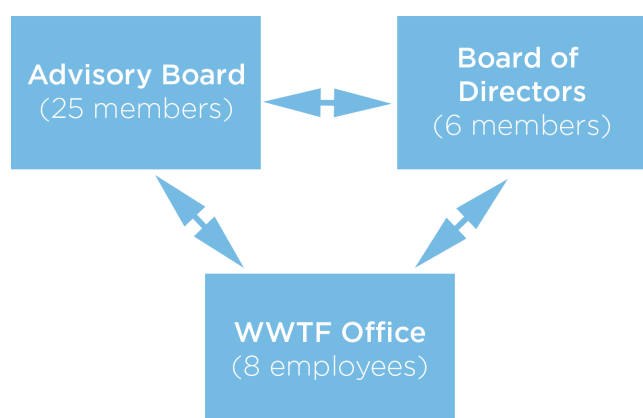 Advisory Board
(25 members)
Board of
Directors
(6 members)
WWTF Office
(8 employees)